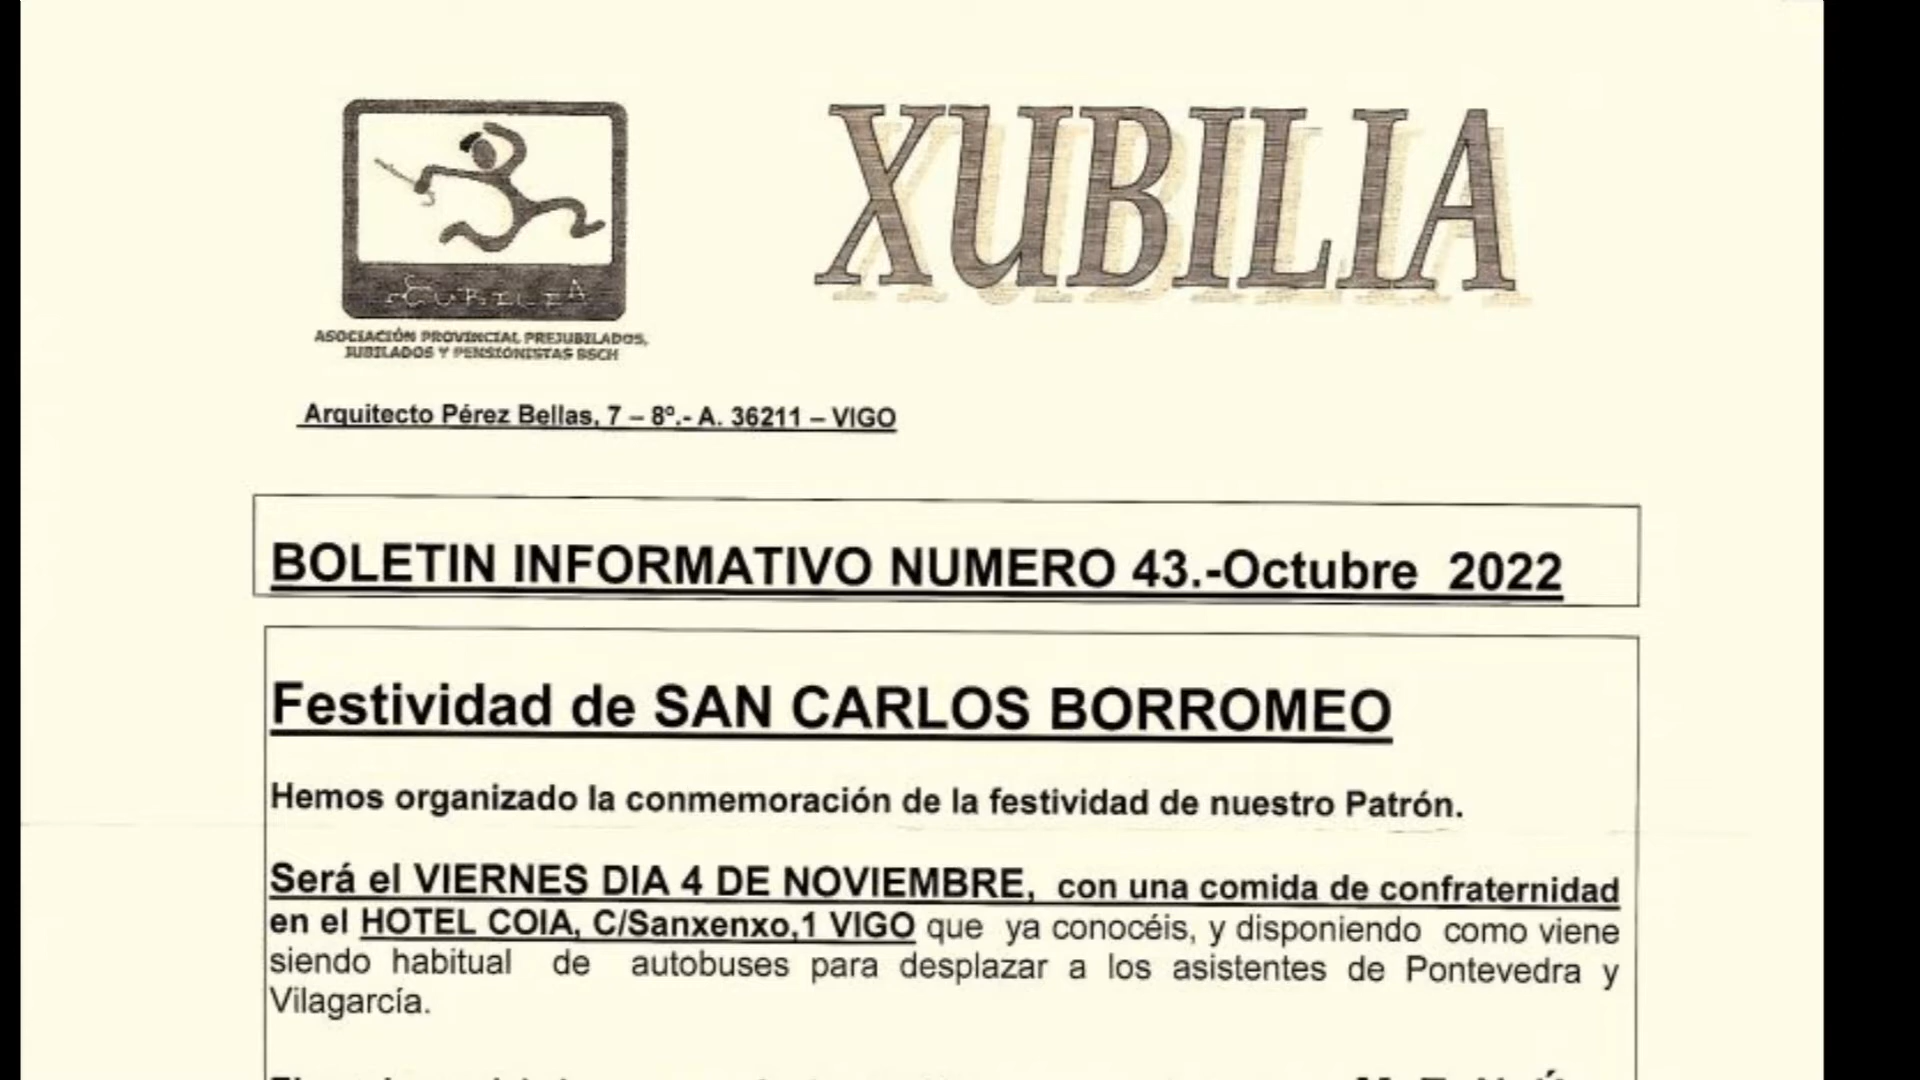 XUBILIA
XUBILIA
ASOCIACIÓN PROVINCIAL PREJUBILADOS,
JUBILADOS Y PENSIONISTAS BSCH
Arquitecto Pérez Bellas, 7 – 8º.- A. 36211 – VIGO
BOLETIN INFORMATIVO NUMERO 43.-Octubre 2022
Festividad de SAN CARLOS BORROMEO
Hemos organizado la conmemoración de la festividad de nuestro Patrón.
Será el VIERNES DIA 4 DE NOVIEMBRE, con una comida de confraternidad
en el HOTEL COIA, C/Sanxenxo,1 VIGO que ya conocéis, y disponiendo como viene
siendo habitual de autobuses para desplazar a los asistentes de Pontevedra y
Vilagarcía.